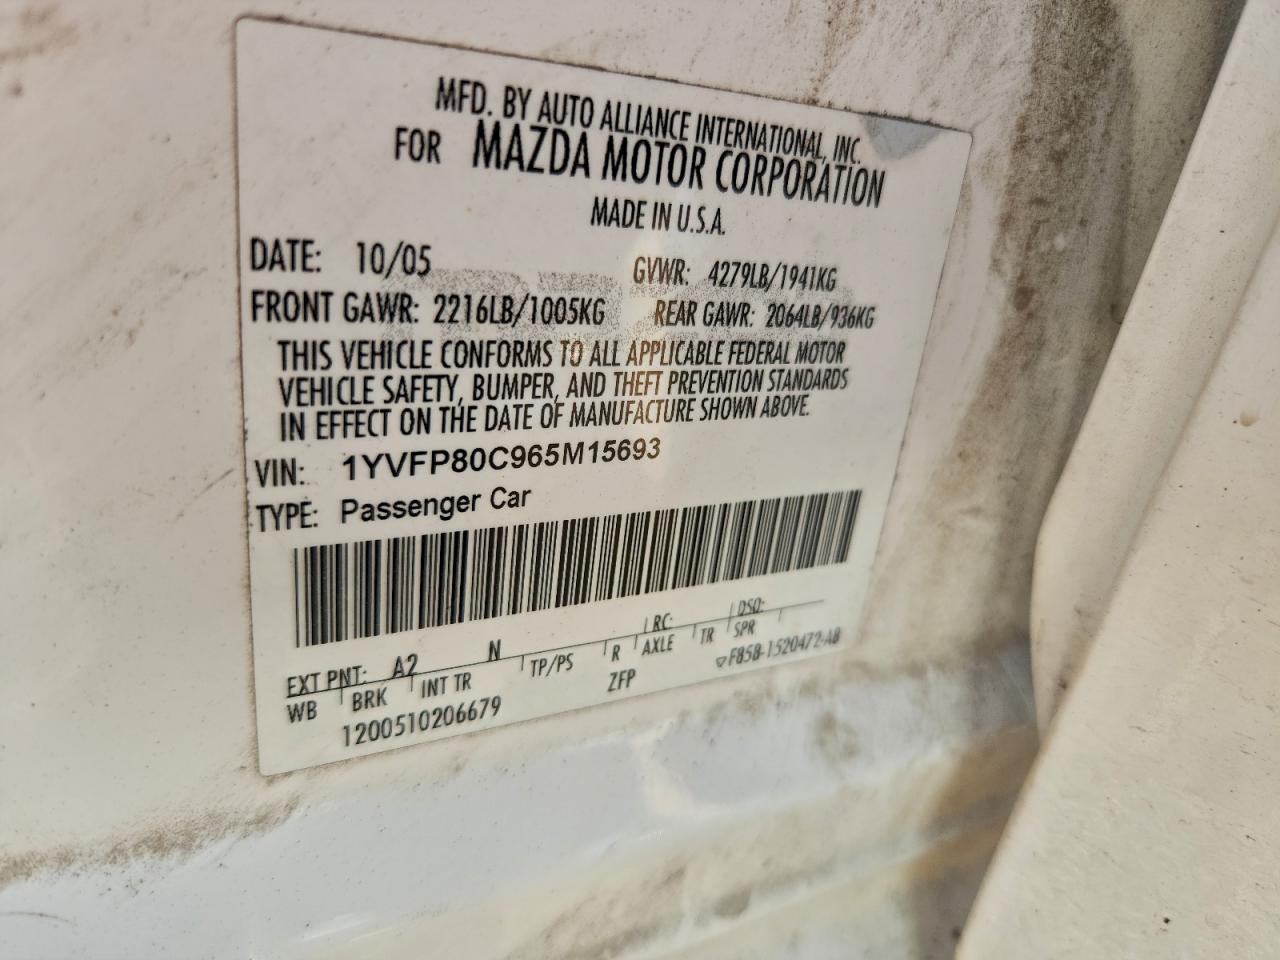 MFD. BY AUTO ALLIANCE INTERNATIONAL, INC.
FOR MAZDA MOTOR CORPORATION
MADE IN U.S.A.
DATE: 10/05 GVWR: 4279LB/1941KG
FRONT GAWR: 2216LB/1005KG REAR GAWR: 2064LB/936KG
THIS VEHICLE CONFORMS TO ALL APPLICABLE FEDERAL MOTOR
VEHICLE SAFETY, BUMPER, AND THEFT PREVENTION STANDARDS
IN EFFECT ON THE DATE OF MANUFACTURE SHOWN ABOVE.
VIN: 1YVFP80C965M15693
TYPE: Passenger Car
EXT PNT: A2 N RC: DSO:
WB BRK INT TR TP/PS R AXLE TR SPR
1200510206679 ZFP F858-1520472-AB